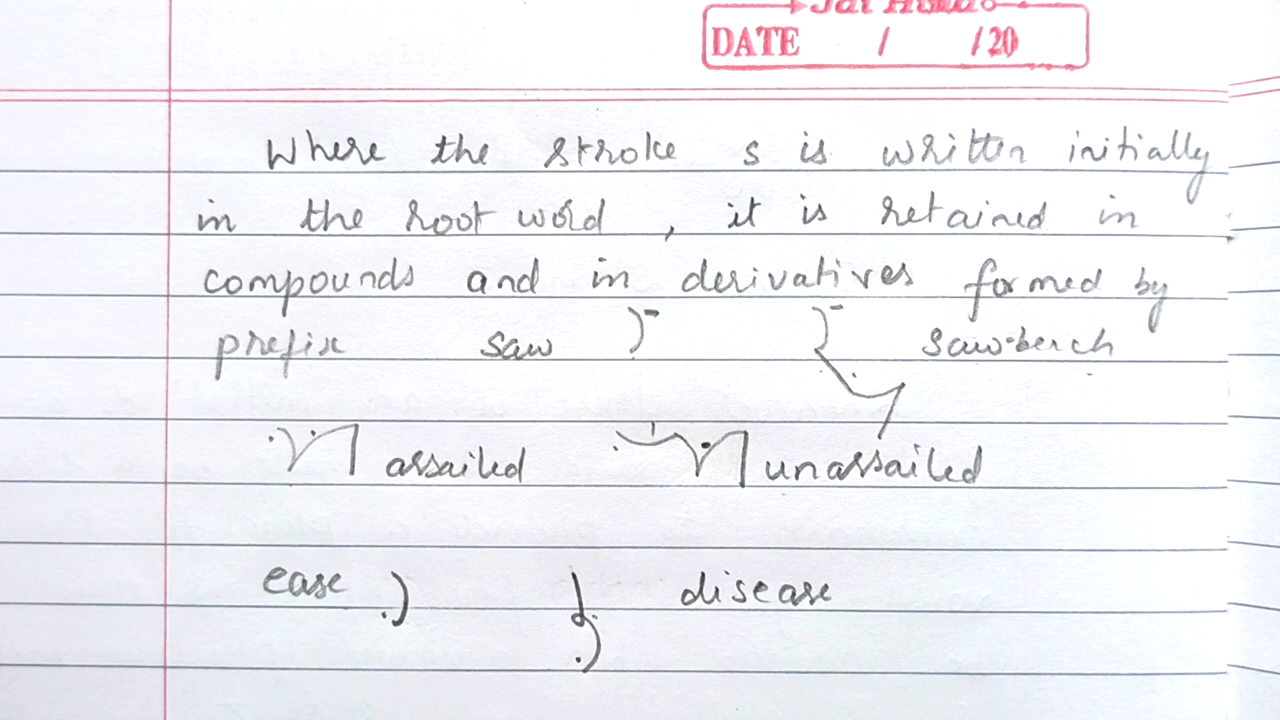 DATE / /20
Where the stroke s is written initially
in the root word, it is retained in
compounds and in derivatives formed by
prefix saw saw-bench
assailed unassailed
ease disease